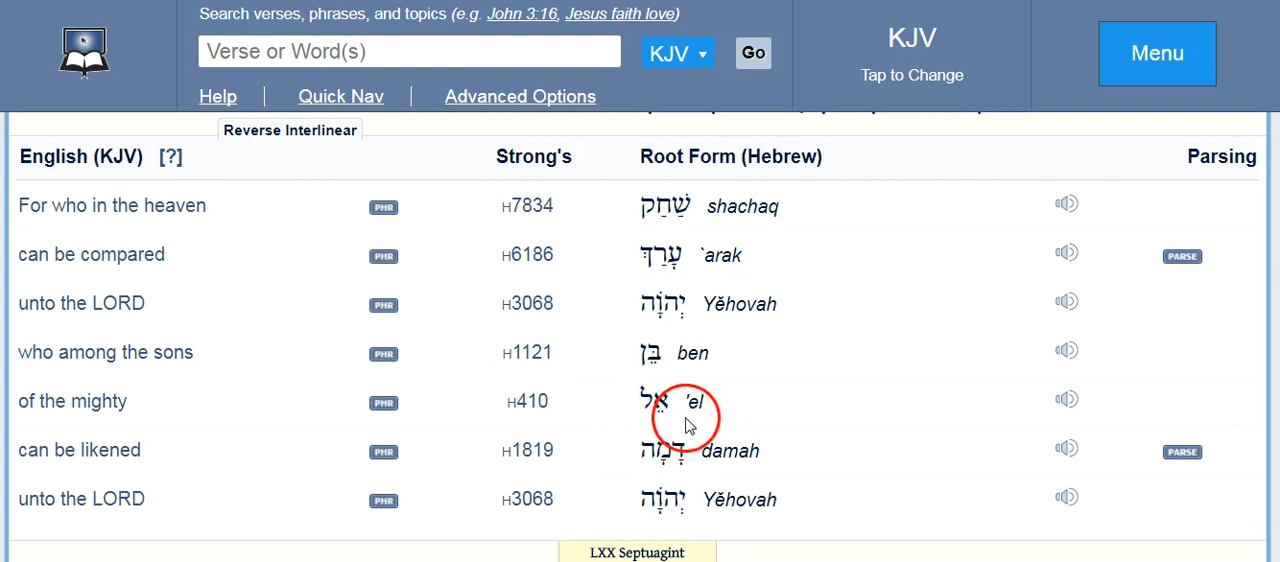 Search verses, phrases, and topics (e.g. John 3:16, Jesus faith love)
Verse or Word(s) KJV Go
KJV
Tap to Change
Menu
Help Quick Nav Advanced Options
Reverse Interlinear
English (KJV) [?] Strong's Root Form (Hebrew) Parsing
For who in the heaven PHR H7834 שַׁחַק shachaq
can be compared PHR H6186 עָרַךְ `arak PARSE
unto the LORD PHR H3068 יְהֹוָה Yĕhovah
who among the sons PHR H1121 בֵּן ben
of the mighty PHR H410 אֵל 'el
can be likened PHR H1819 דָּמָה damah PARSE
unto the LORD PHR H3068 יְהֹוָה Yĕhovah
LXX Septuagint